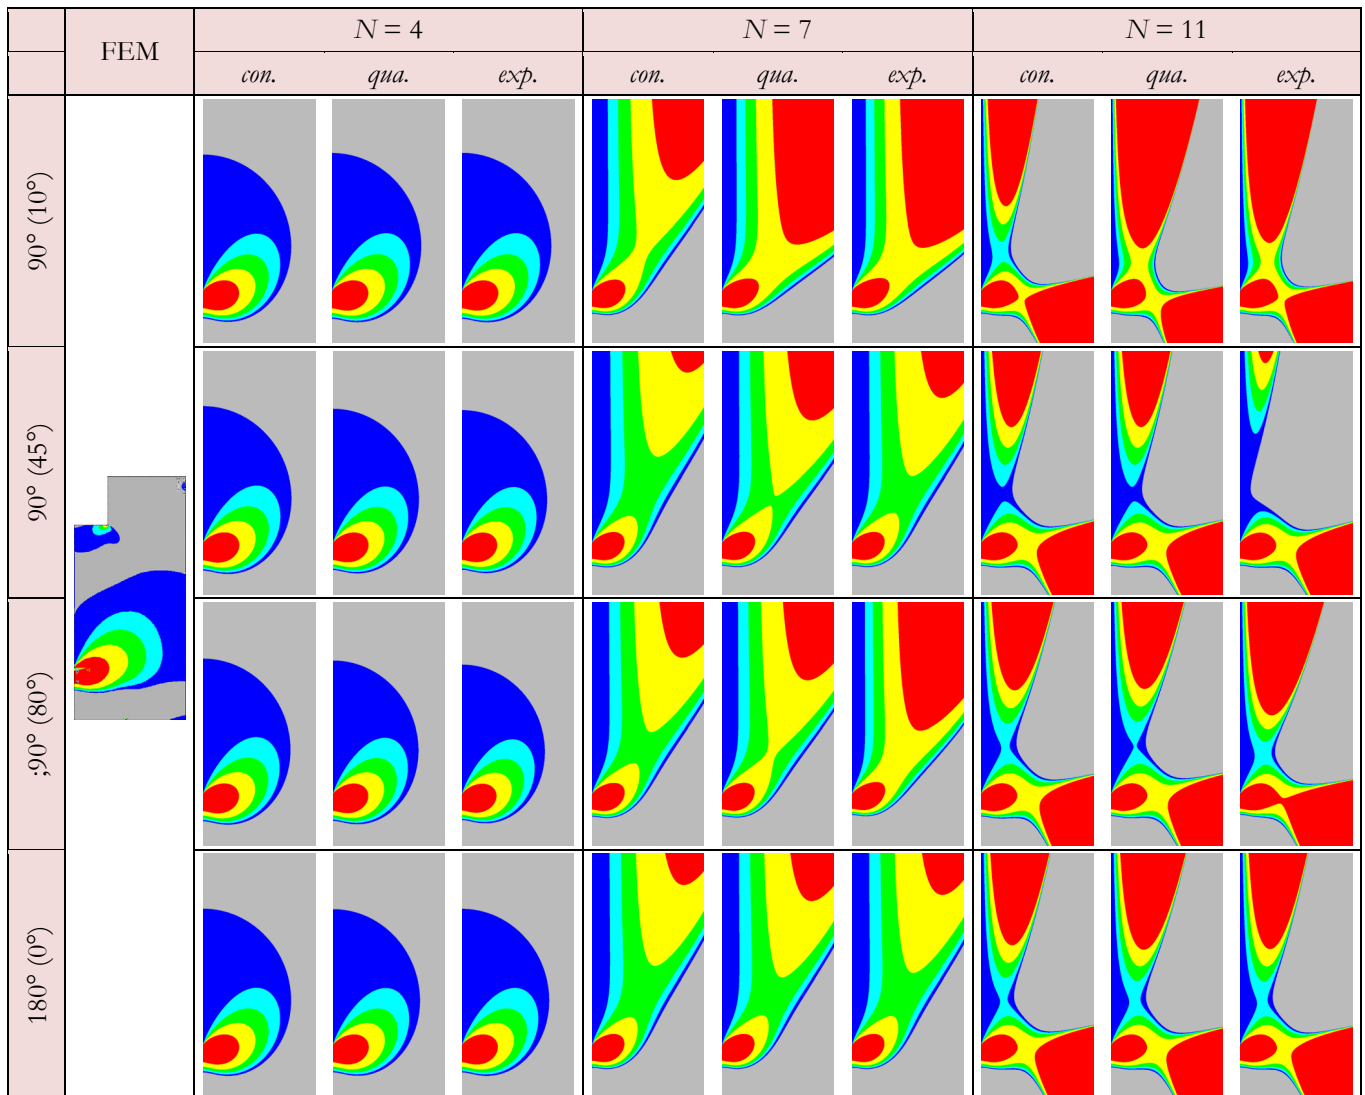 FEM
N = 4
N = 7
N = 11
con. qua. exp. con. qua. exp. con. qua. exp.
90° (10°)
90° (45°)
;90° (80°)
180° (0°)